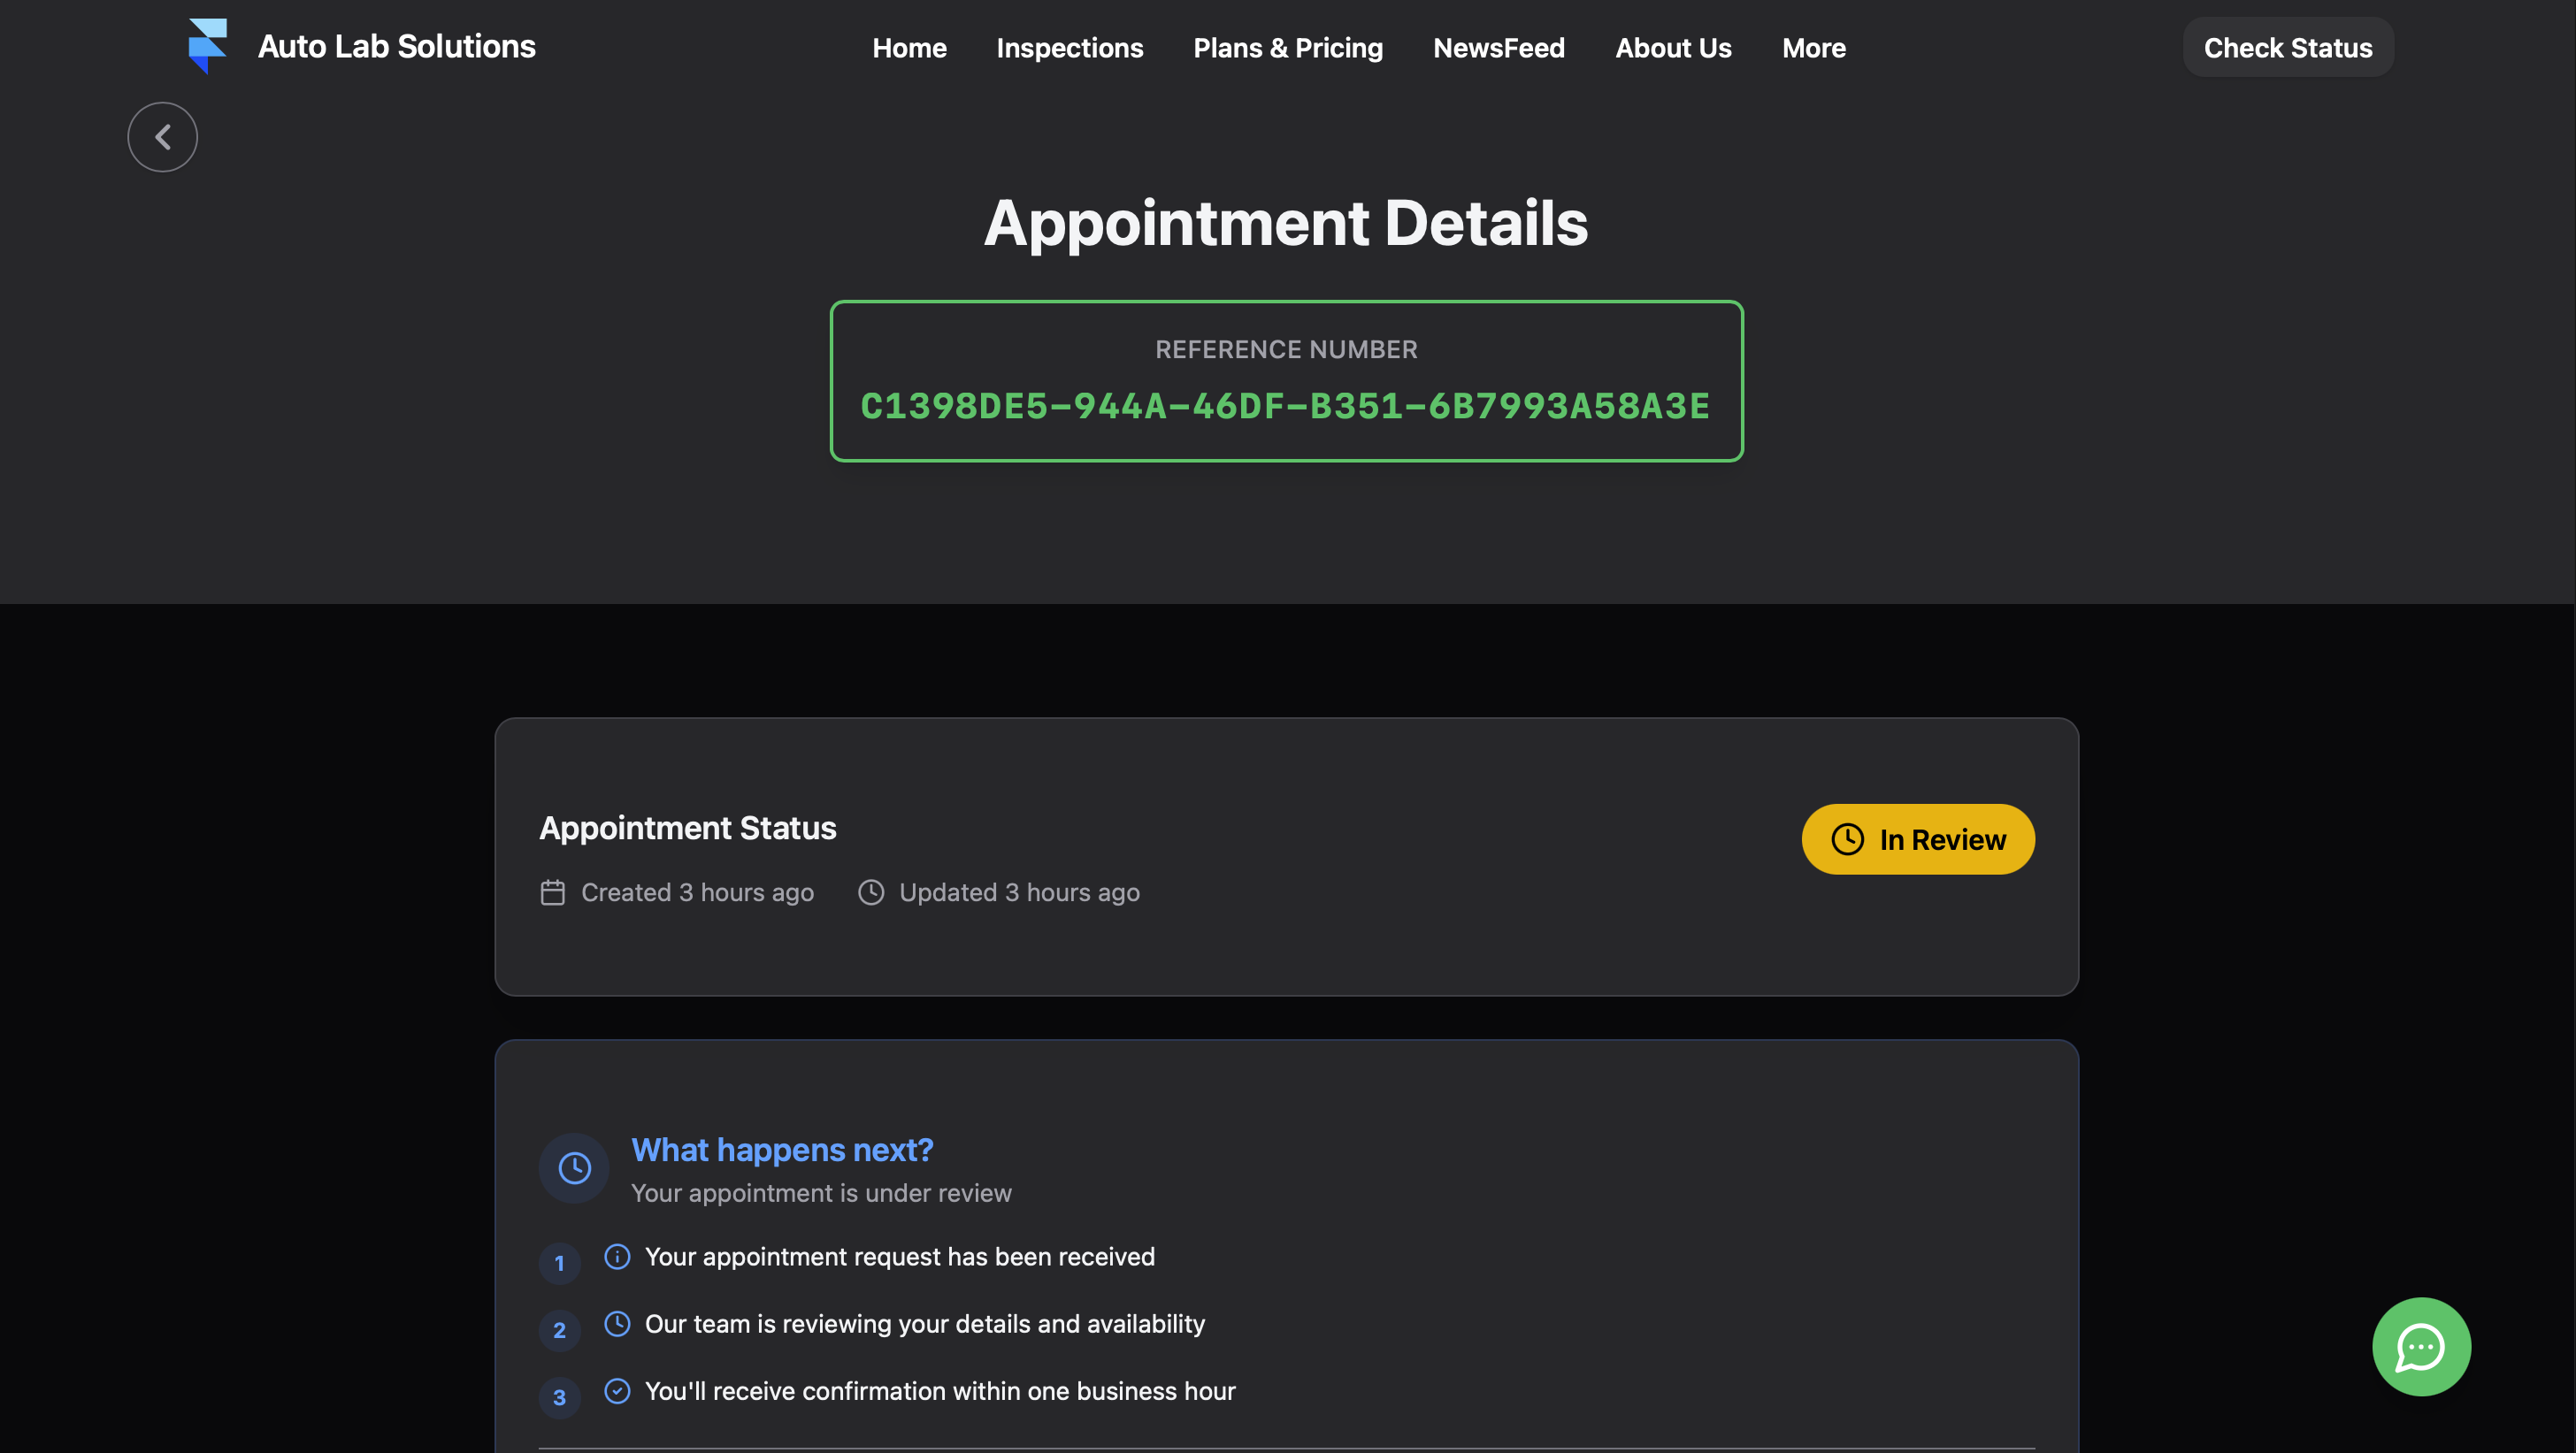 Auto Lab Solutions
Home Inspections Plans & Pricing NewsFeed About Us More
Check Status
Appointment Details
REFERENCE NUMBER
C1398DE5-944A-46DF-B351-6B7993A58A3E
Appointment Status
In Review
Created 3 hours ago Updated 3 hours ago
What happens next?
Your appointment is under review
1 Your appointment request has been received
2 Our team is reviewing your details and availability
3 You'll receive confirmation within one business hour